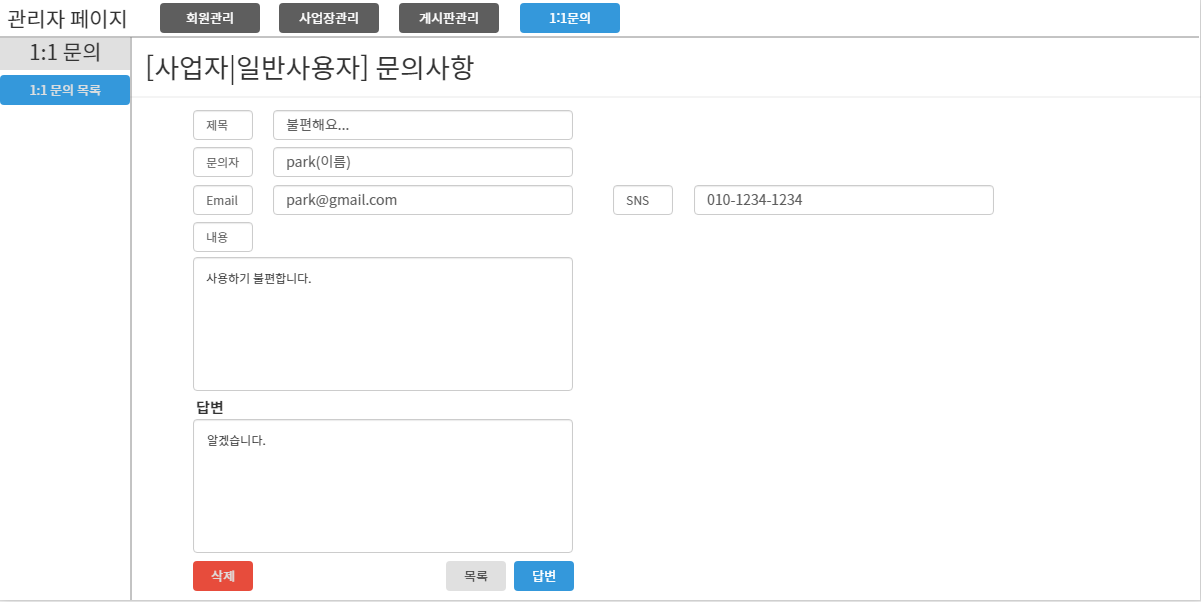 관리자 페이지 회원관리 사업장관리 게시판관리 1:1문의
1:1 문의
1:1 문의 목록
[사업자|일반사용자] 문의사항
제목 불편해요...
문의자 park(이름)
Email park@gmail.com SNS 010-1234-1234
내용
사용하기 불편합니다.
답변
알겠습니다.
삭제 목록 답변